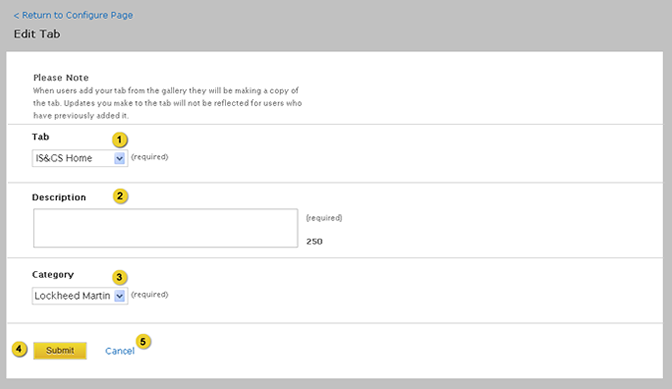 < Return to Configure Page
Edit Tab
Please Note
When users add your tab from the gallery they will be making a copy
of the tab. Updates you make to the tab will not be reflected for users who
have previously added it.
Tab 1
IS&GS Home (required)
Description 2
(required)
250
Category 3
Lockheed Martin (required)
4 Submit Cancel 5